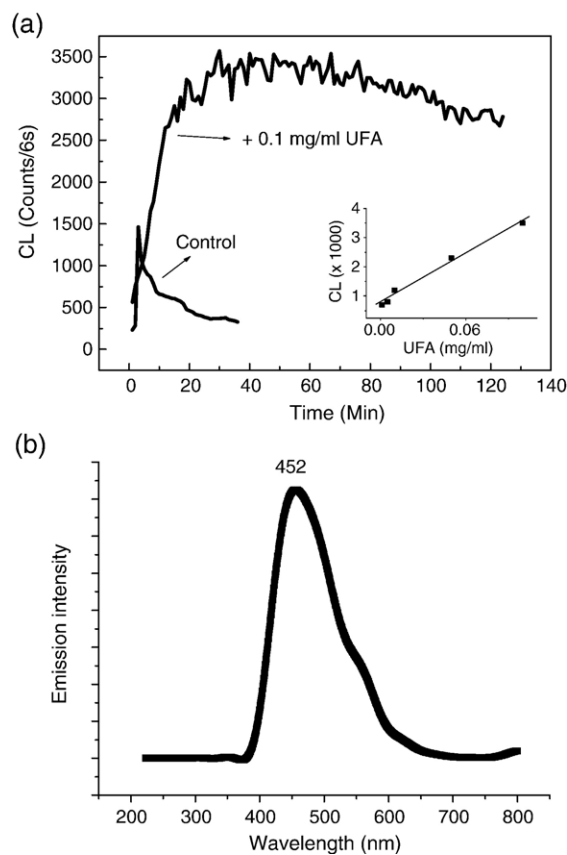 (a)
3500
3000
2500
2000
1500
1000
500
0
CL (Counts/6s)
+ 0.1 mg/ml UFA
Control
4
3
2
1
CL (x 1000)
0.00 0.06
UFA (mg/ml)
0 20 40 60 80 100 120 140
Time (Min)
(b)
452
Emission intensity
200 300 400 500 600 700 800
Wavelength (nm)